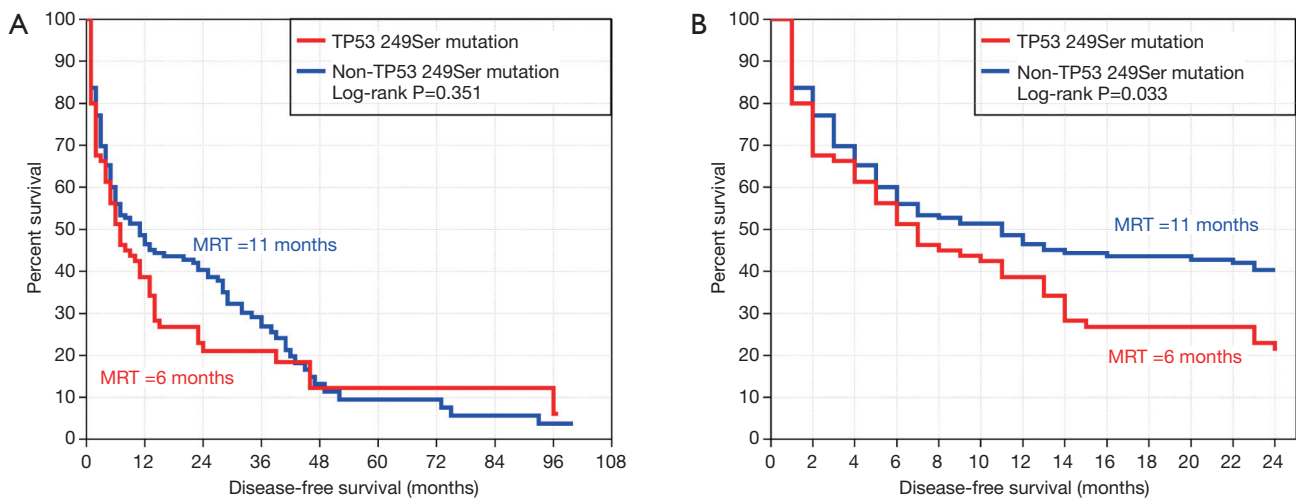 A
100
90
80
70
60
50
40
30
20
10
0
Percent survival
TP53 249Ser mutation
Non-TP53 249Ser mutation
Log-rank P=0.351
MRT =11 months
MRT =6 months
0 12 24 36 48 60 72 84 96 108
Disease-free survival (months)
B
100
90
80
70
60
50
40
30
20
10
0
Percent survival
TP53 249Ser mutation
Non-TP53 249Ser mutation
Log-rank P=0.033
MRT =11 months
MRT =6 months
0 2 4 6 8 10 12 14 16 18 20 22 24
Disease-free survival (months)